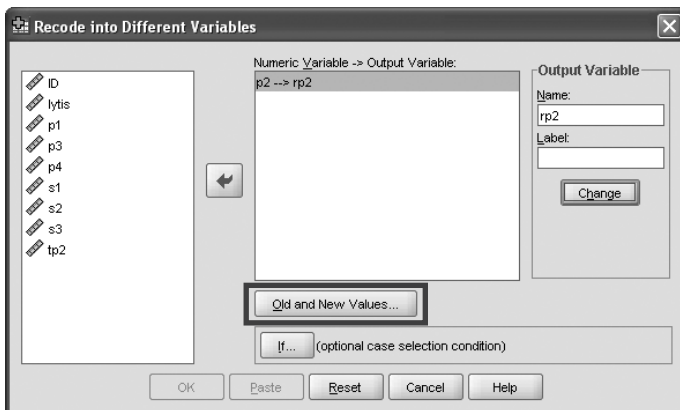 Recode into Different Variables
ID
lytis
p1
p3
p4
s1
s2
s3
tp2
Numeric Variable -> Output Variable:
p2 --> rp2
Output Variable
Name:
rp2
Label:
Change
Old and New Values...
If... (optional case selection condition)
OK Paste Reset Cancel Help